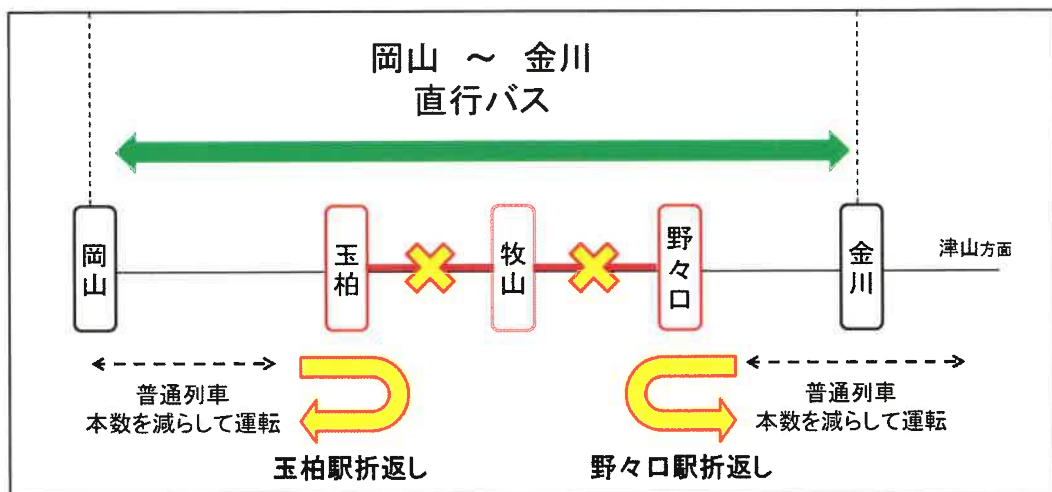 岡山 ～ 金川
直行バス
岡山
玉柏
牧山
野々口
金川
津山方面
普通列車
本数を減らして運転
普通列車
本数を減らして運転
玉柏駅折返し
野々口駅折返し